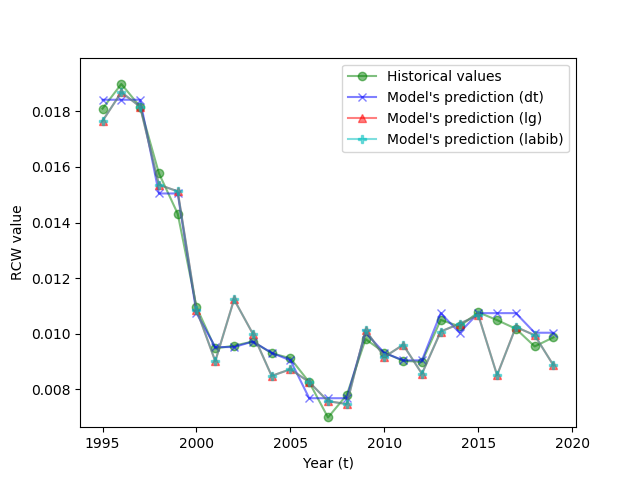 Historical values
Model's prediction (dt)
Model's prediction (lg)
Model's prediction (labib)
0.018
0.016
0.014
0.012
0.010
0.008
RCW value
1995
2000
2005
2010
2015
2020
Year (t)